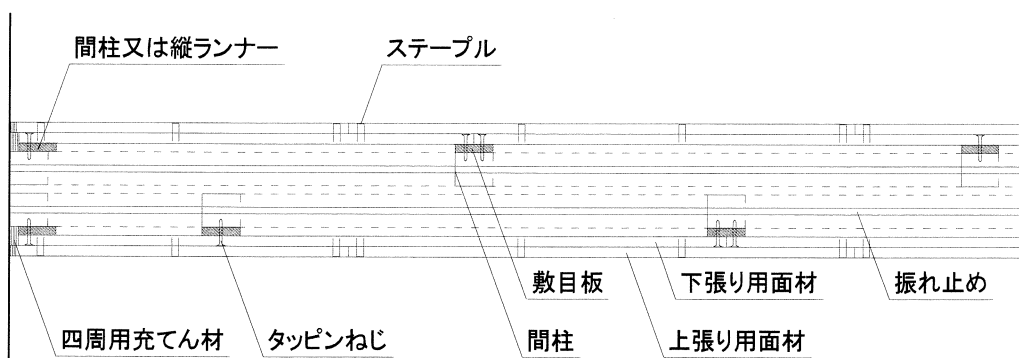 間柱又は縦ランナー
ステープル
敷目板
下張り用面材
振れ止め
四周用充てん材
タッピンねじ
間柱
上張り用面材